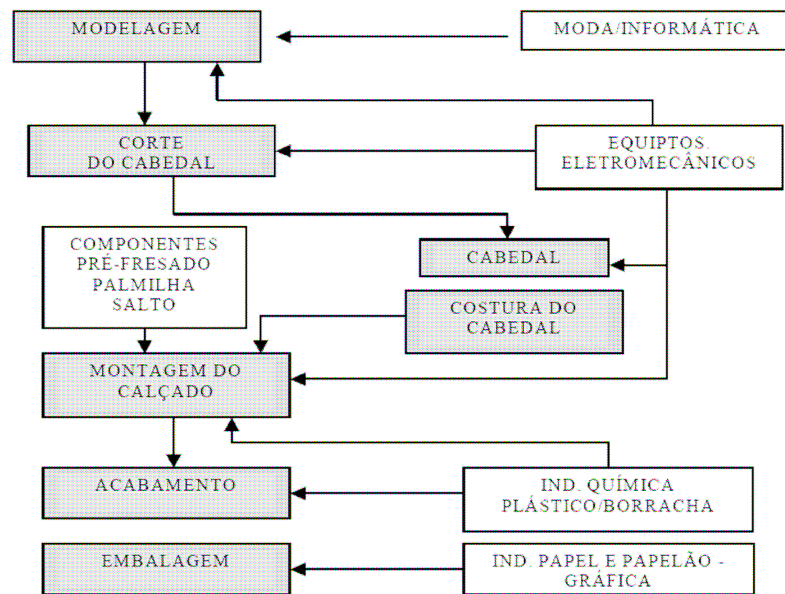 MODELAGEM
MODA/INFORMÁTICA
CORTE
DO CABEDAL
EQUIPTOS.
ELETROMECÂNICOS
COMPONENTES
PRÉ-FRESADO
PALMILHA
SALTO
CABEDAL
COSTURA DO
CABEDAL
MONTAGEM DO
CALÇADO
ACABAMENTO
IND. QUÍMICA
PLÁSTICO/BORRACHA
EMBALAGEM
IND. PAPEL E PAPELÃO -
GRÁFICA